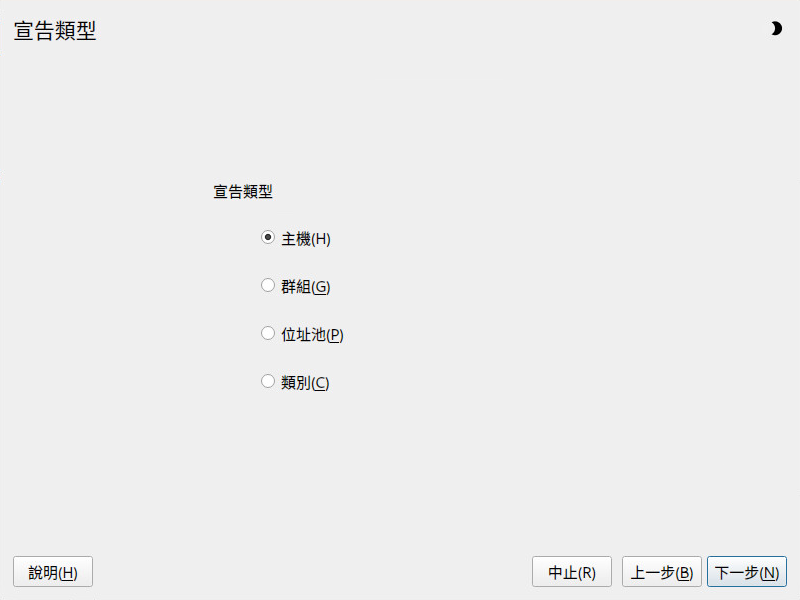 宣告類型
宣告類型
主機(H)
群組(G)
位址池(P)
類別(C)
說明(H)
中止(R)
上一步(B)
下一步(N)